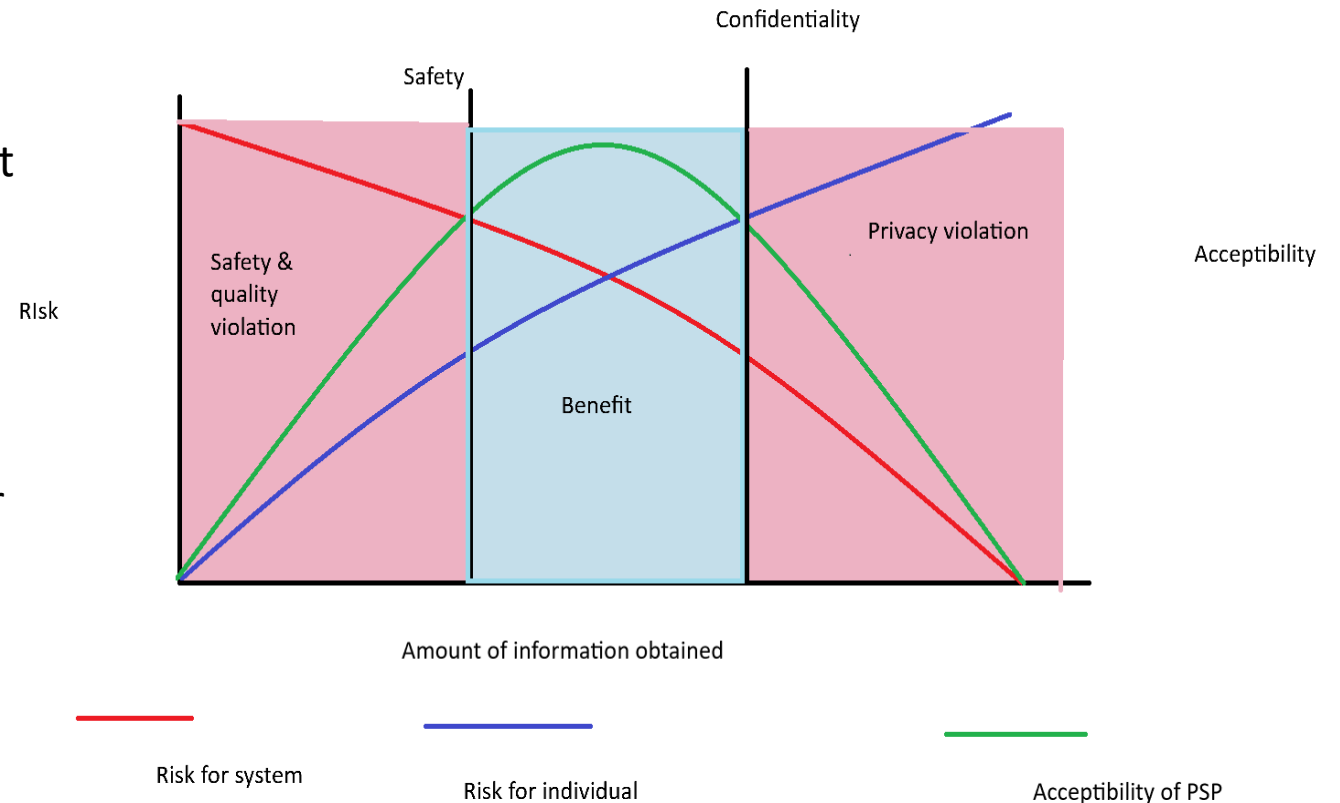 Confidentiality
Safety
t
Safety &
quality
violation
Privacy violation
Acceptibility
RIsk
Benefit
Amount of information obtained
Risk for system
Risk for individual
Acceptibility of PSP